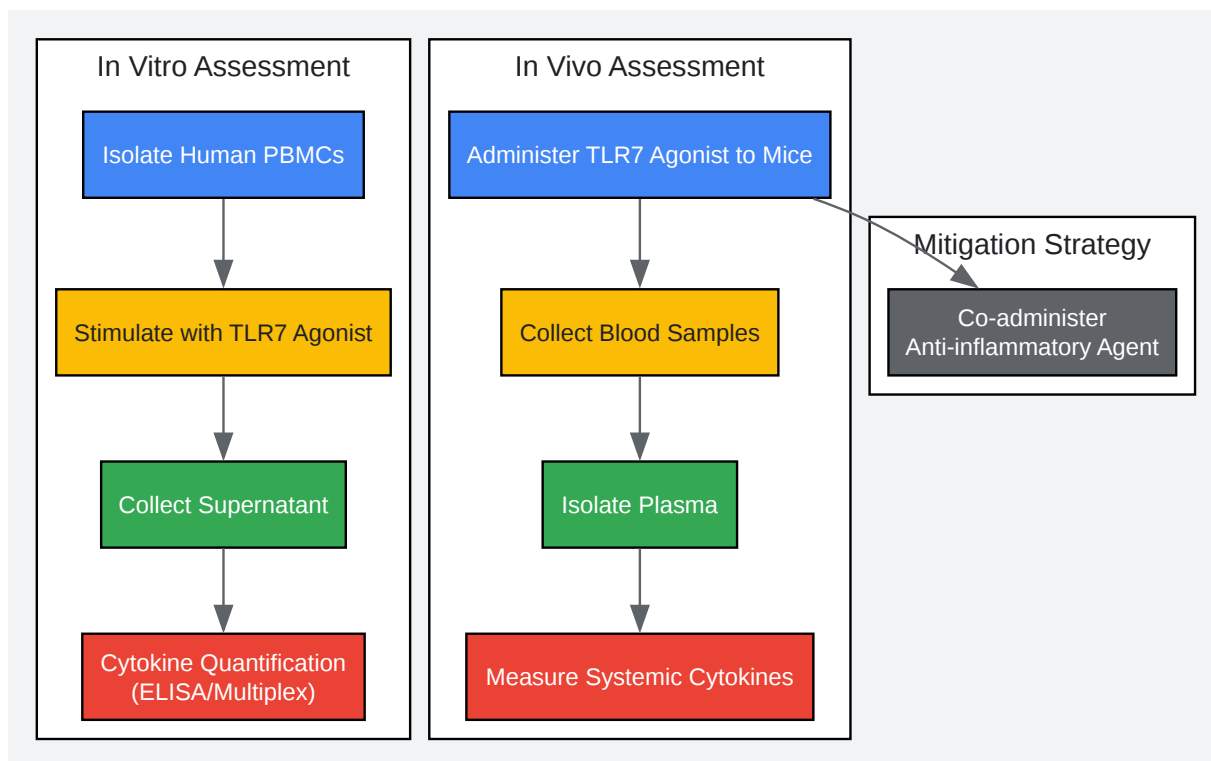 In Vitro Assessment
Isolate Human PBMCs
Stimulate with TLR7 Agonist
Collect Supernatant
Cytokine Quantification
(ELISA/Multiplex)
In Vivo Assessment
Administer TLR7 Agonist to Mice
Collect Blood Samples
Isolate Plasma
Measure Systemic Cytokines
Mitigation Strategy
Co-administer
Anti-inflammatory Agent